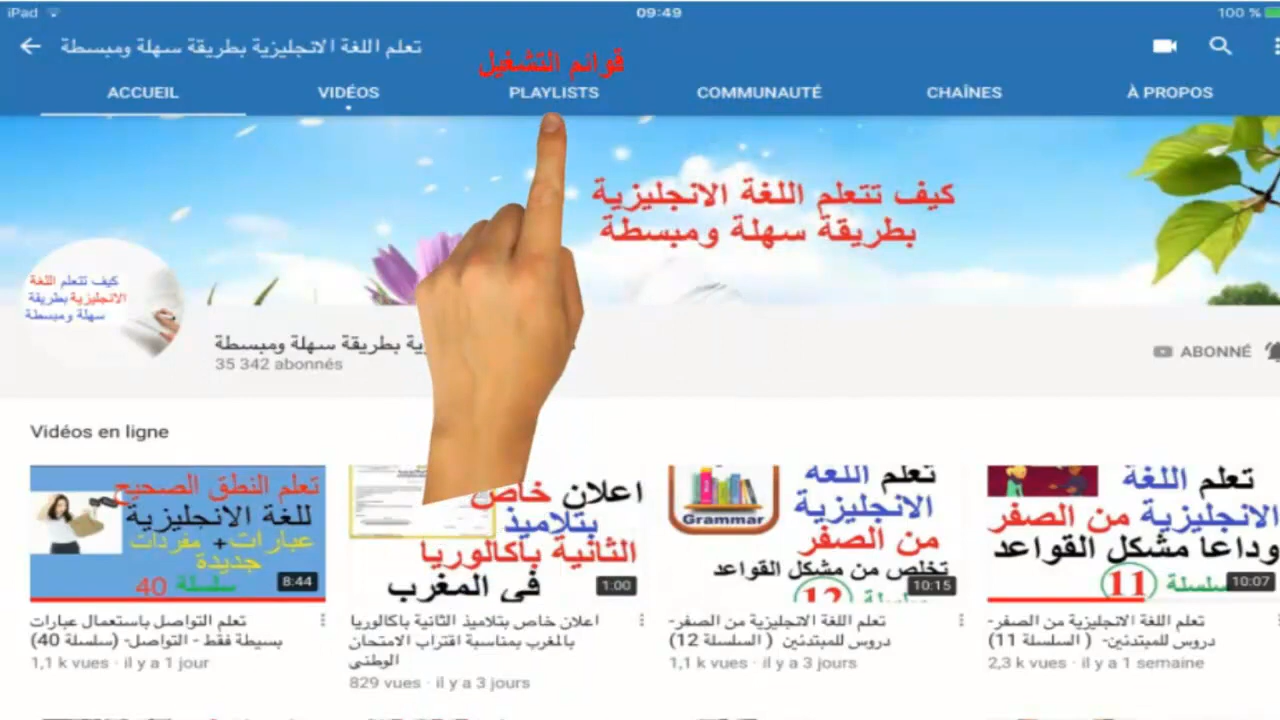 iPad
09:49
100 %
تعلم اللغة الانجليزية بطريقة سهلة ومبسطة
قوائم التشغيل
ACCUEIL
VIDÉOS
PLAYLISTS
COMMUNAUTÉ
CHAÎNES
À PROPOS
كيف تتعلم اللغة الانجليزية
بطريقة سهلة ومبسطة
كيف تتعلم اللغة
الانجليزية بطريقة
سهلة ومبسطة
بطريقة سهلة ومبسطة
35 342 abonnés
ABONNÉ
Vidéos en ligne
تعلم النطق الصحيح
للغة الانجليزية
عبارات + مفردات
جديدة
سلسلة 40
8:44
تعلم التواصل باستعمال عبارات
بسيطة فقط - التواصل- (سلسلة 40)
1,1 k vues · il y a 1 jour
اعلان خاص
بتلاميذ
الثانية باكالوريا
في المغرب
1:00
اعلان خاص بتلاميذ الثانية باكالوريا
بالمغرب بمناسبة اقتراب الامتحان
الوطني
829 vues · il y a 3 jours
Grammar
تعلم اللغة
الانجليزية
من الصفر
تخلص من مشكل القواعد
12
10:15
تعلم اللغة الانجليزية من الصفر-
دروس للمبتدئين ( السلسلة 12)
1,1 k vues · il y a 3 jours
تعلم اللغة
الانجليزية من الصفر
وداعا مشكل القواعد
سلسلة 11
10:07
تعلم اللغة الانجليزية من الصفر-
دروس للمبتدئين- ( السلسلة 11)
2,3 k vues · il y a 1 semaine